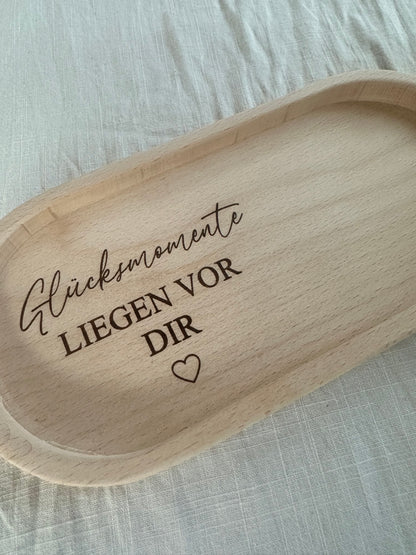 Glücksmomente
LIEGEN VOR
DIR